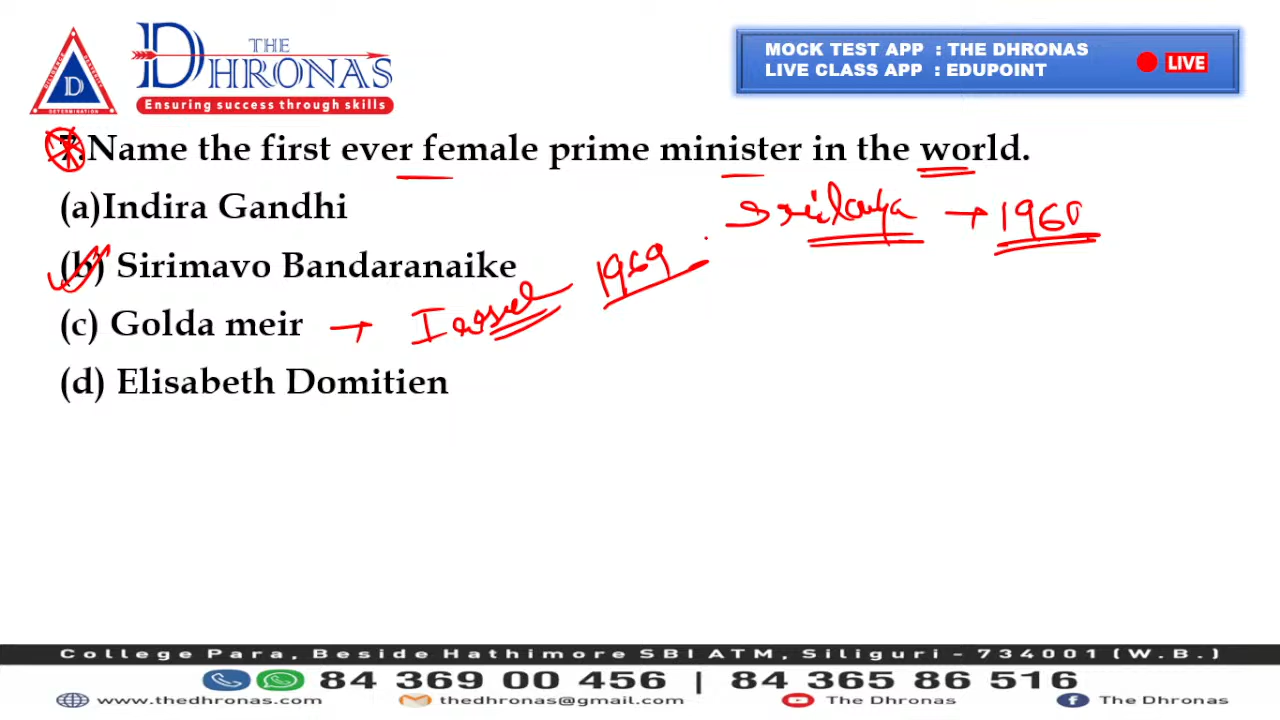 THE
DHRONAS
Ensuring success through skills
D
DETERMINATION
MOCK TEST APP : THE DHRONAS
LIVE CLASS APP : EDUPOINT
LIVE
7.Name the first ever female prime minister in the world.
(a)Indira Gandhi
Srilanka → 1960
(b) Sirimavo Bandaranaike
1969
(c) Golda meir →
(d) Elisabeth Domitien
College Para, Beside Hathimore SBI ATM, Siliguri - 734001 (W.B.)
84 369 00 456 | 84 365 86 516
www.thedhronas.com thedhronas@gmail.com The Dhronas The Dhronas